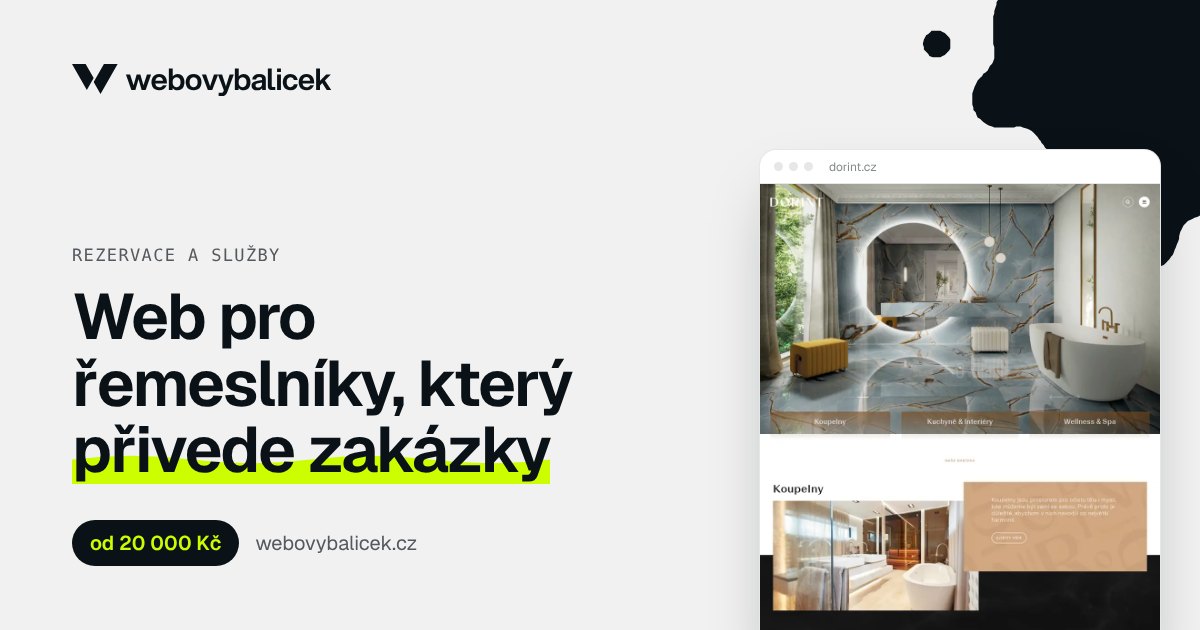 webovybalicek
dorint.cz
DORINT
REZERVACE A SLUŽBY
Web pro
řemeslníky, který
přivede zakázky
od 20 000 Kč
webovybalicek.cz
Koupelny
Kuchyně & Interiéry
Wellness & Spa
Koupelny